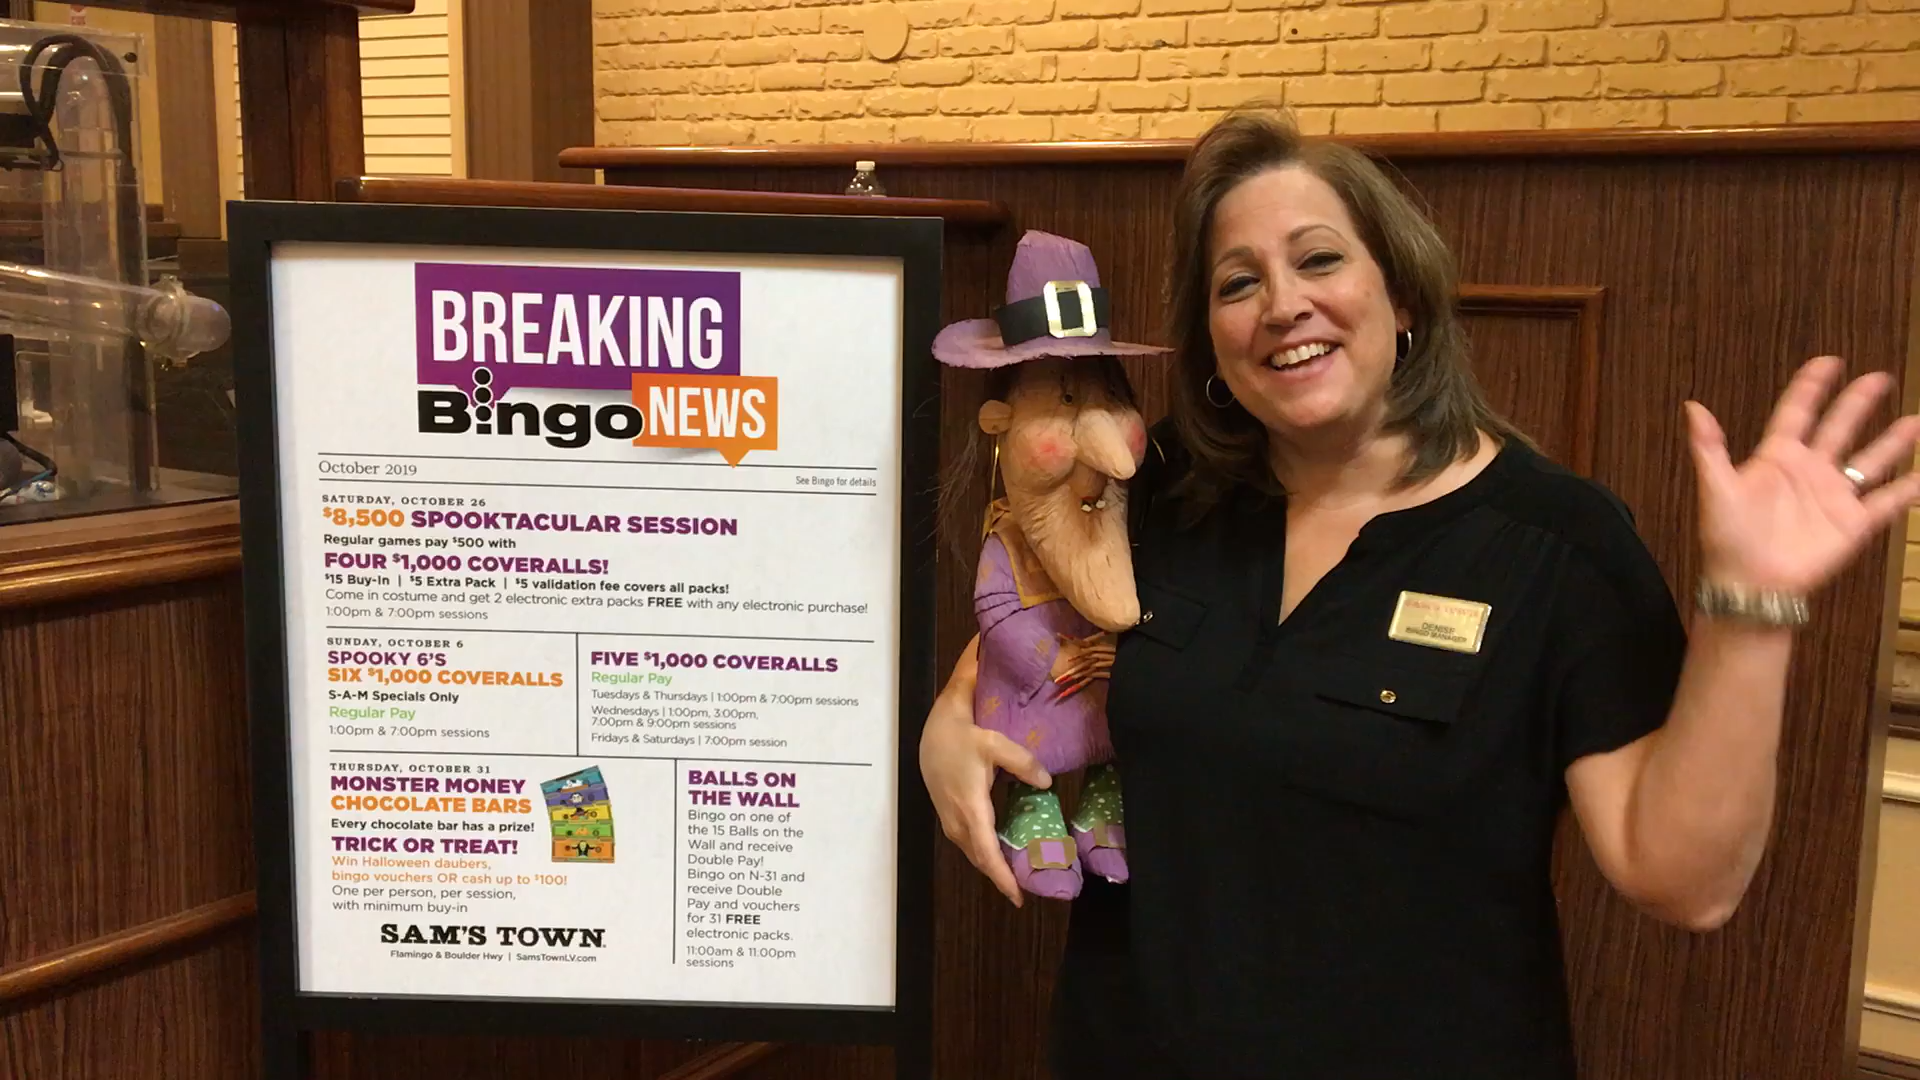 BREAKING
Bingo NEWS
October 2019
See Bingo for details
SATURDAY, OCTOBER 26
$8,500 SPOOKTACULAR SESSION
Regular games pay $500 with
FOUR $1,000 COVERALLS!
$15 Buy-In | $5 Extra Pack | $5 validation fee covers all packs!
Come in costume and get 2 electronic extra packs FREE with any electronic purchase!
1:00pm & 7:00pm sessions
SUNDAY, OCTOBER 6
SPOOKY 6'S
SIX $1,000 COVERALLS
S-A-M Specials Only
Regular Pay
1:00pm & 7:00pm sessions
FIVE $1,000 COVERALLS
Regular Pay
Tuesdays & Thursdays | 1:00pm & 7:00pm sessions
Wednesdays | 1:00pm, 3:00pm,
7:00pm & 9:00pm sessions
Fridays & Saturdays | 7:00pm session
THURSDAY, OCTOBER 31
MONSTER MONEY
CHOCOLATE BARS
Every chocolate bar has a prize!
TRICK OR TREAT!
Win Halloween daubers,
bingo vouchers OR cash up to $100!
One per person, per session,
with minimum buy-in
BALLS ON
THE WALL
Bingo on one of
the 15 Balls on the
Wall and receive
Double Pay!
Bingo on N-31 and
receive Double
Pay and vouchers
for 31 FREE
electronic packs.
11:00am & 11:00pm
sessions
SAM'S TOWN
Flamingo & Boulder Hwy | SamsTownLV.com
DENISE
BINGO MANAGER